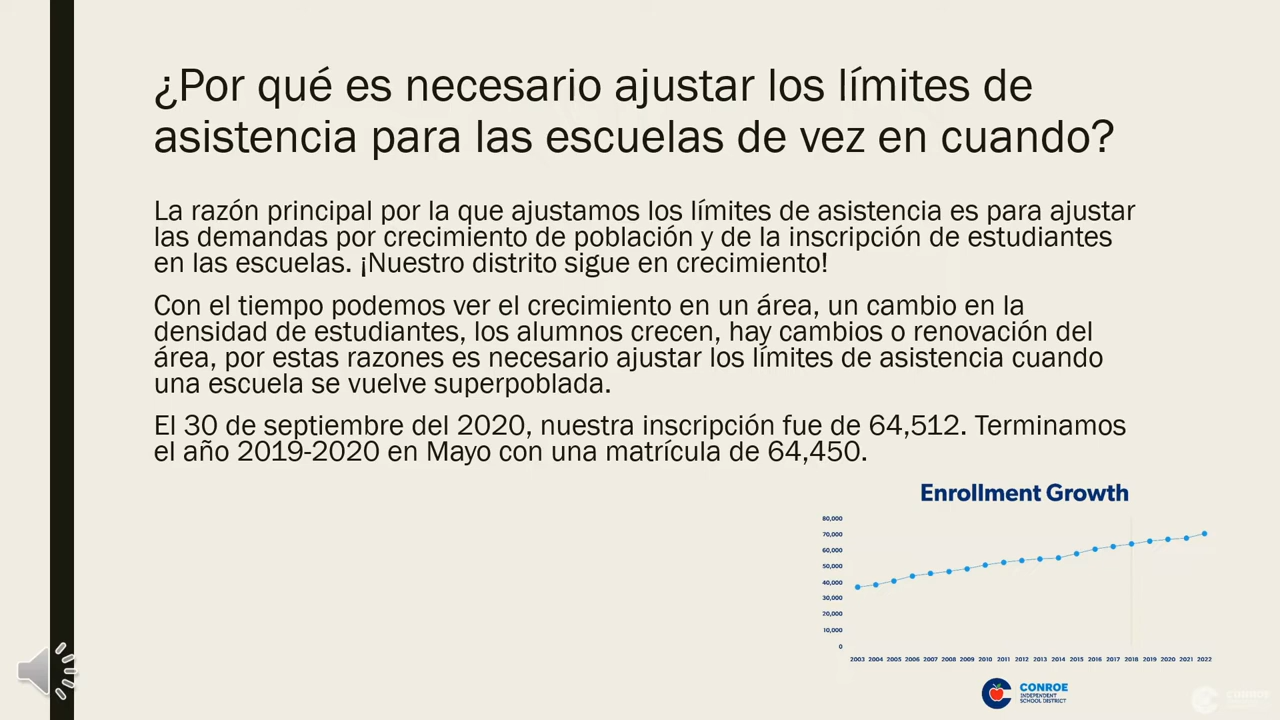 ¿Por qué es necesario ajustar los límites de
asistencia para las escuelas de vez en cuando?
La razón principal por la que ajustamos los límites de asistencia es para ajustar
las demandas por crecimiento de población y de la inscripción de estudiantes
en las escuelas. ¡Nuestro distrito sigue en crecimiento!
Con el tiempo podemos ver el crecimiento en un área, un cambio en la
densidad de estudiantes, los alumnos crecen, hay cambios o renovación del
área, por estas razones es necesario ajustar los límites de asistencia cuando
una escuela se vuelve superpoblada.
El 30 de septiembre del 2020, nuestra inscripción fue de 64,512. Terminamos
el año 2019-2020 en Mayo con una matrícula de 64,450.
Enrollment Growth
80,000
70,000
60,000
50,000
40,000
30,000
20,000
10,000
0
2003 2004 2005 2006 2007 2008 2009 2010 2011 2012 2013 2014 2015 2016 2017 2018 2019 2020 2021 2022
CONROE
INDEPENDENT
SCHOOL DISTRICT
CONROE